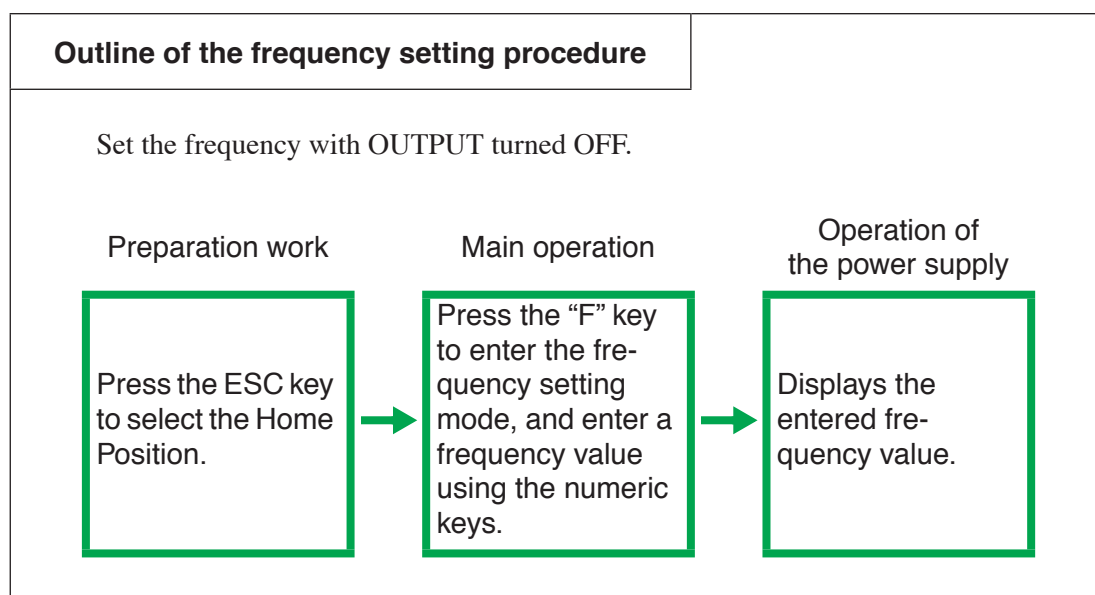 Outline of the frequency setting procedure
Set the frequency with OUTPUT turned OFF.
Preparation work
Press the ESC key
to select the Home
Position.
Main operation
Press the “F” key
to enter the fre-
quency setting
mode, and enter a
frequency value
using the numeric
keys.
Operation of
the power supply
Displays the
entered fre-
quency value.